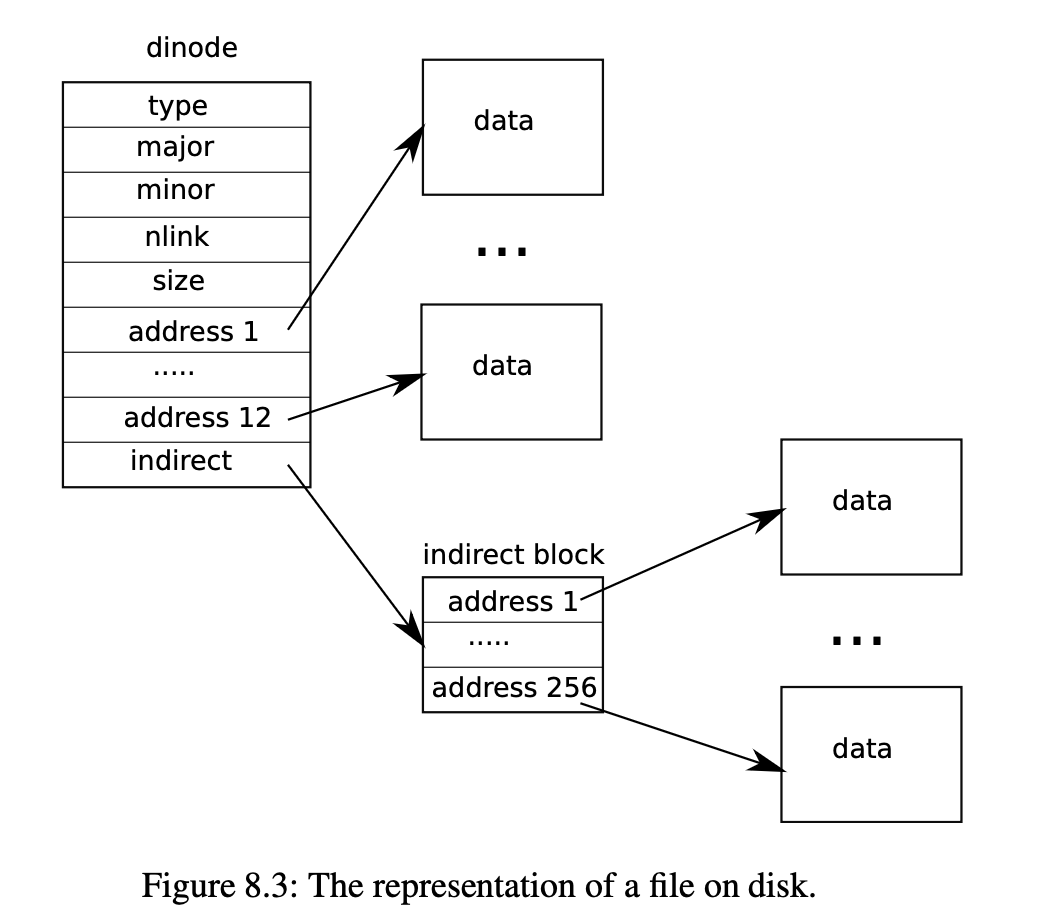 dinode
type
major
minor
nlink
size
address 1
.....
address 12
indirect
data
...
data
indirect block
address 1
.....
address 256
data
...
data
Figure 8.3: The representation of a file on disk.